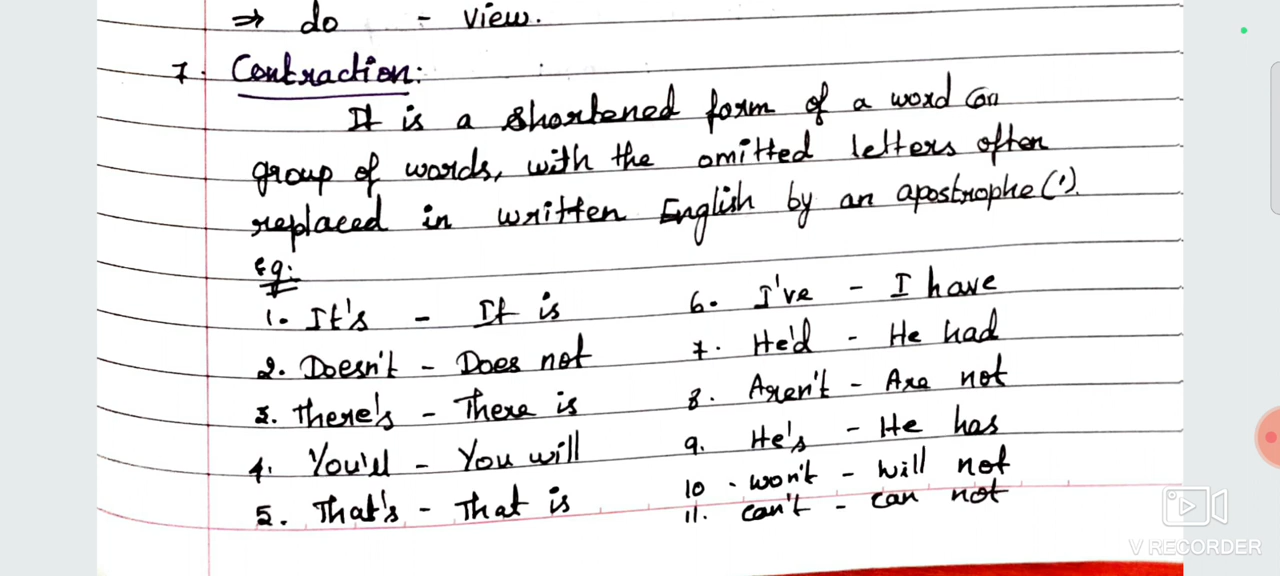 ⇒ do - view.
7. Contraction:
It is a shortened form of a word (or)
group of words, with the omitted letters often
replaced in written English by an apostrophe (').
Eg:
1. It's - It is
2. Doesn't - Does not
3. There's - There is
4. You'll - You will
5. That's - That is
6. I've - I have
7. He'd - He had
8. Aren't - Are not
9. He's - He has
10. won't - will not
11. can't - can not
V RECORDER